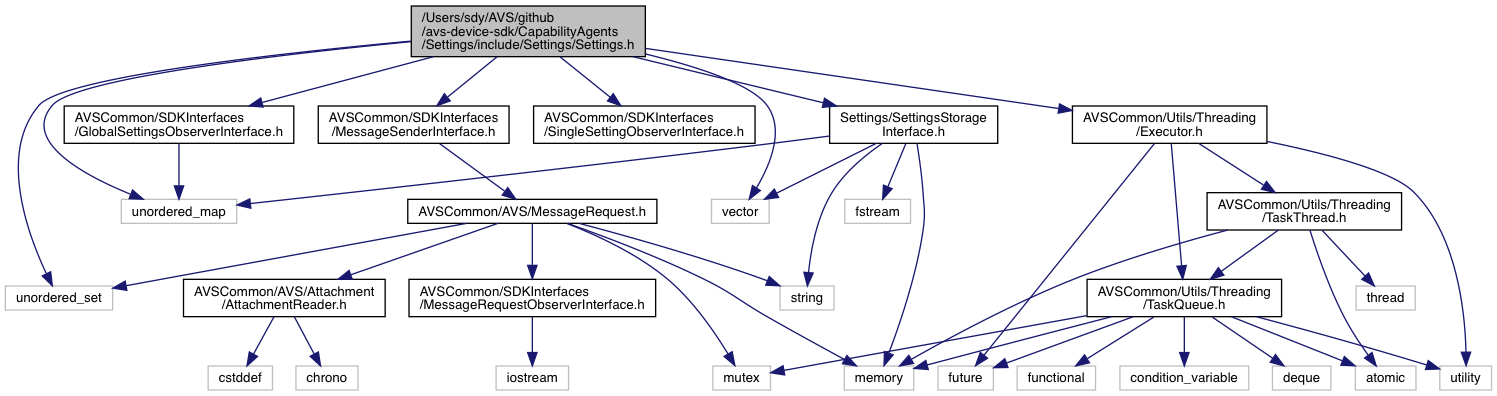 /Users/sdy/AVS/github
/avs-device-sdk/CapabilityAgents
/Settings/include/Settings/Settings.h
AVSCommon/SDKInterfaces
/GlobalSettingsObserverInterface.h
AVSCommon/SDKInterfaces
/MessageSenderInterface.h
AVSCommon/SDKInterfaces
/SingleSettingObserverInterface.h
Settings/SettingsStorage
Interface.h
AVSCommon/Utils/Threading
/Executor.h
unordered_map
AVSCommon/AVS/MessageRequest.h
vector
fstream
AVSCommon/Utils/Threading
/TaskThread.h
unordered_set
AVSCommon/AVS/Attachment
/AttachmentReader.h
AVSCommon/SDKInterfaces
/MessageRequestObserverInterface.h
string
AVSCommon/Utils/Threading
/TaskQueue.h
thread
cstddef
chrono
iostream
mutex
memory
future
functional
condition_variable
deque
atomic
utility